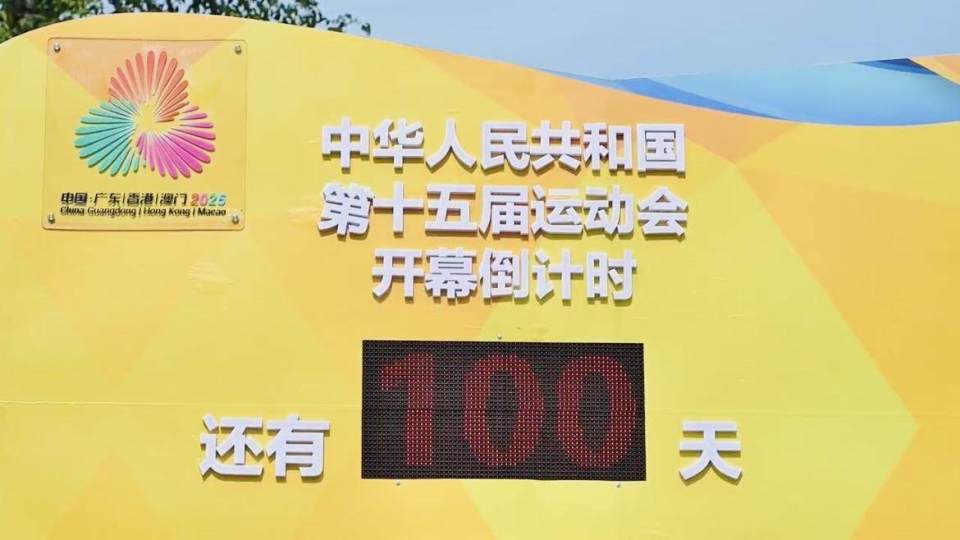 中国·广东|香港|澳门 2025
China Guangdong | Hong Kong | Macao
中华人民共和国
第十五届运动会
开幕倒计时
还有 100 天